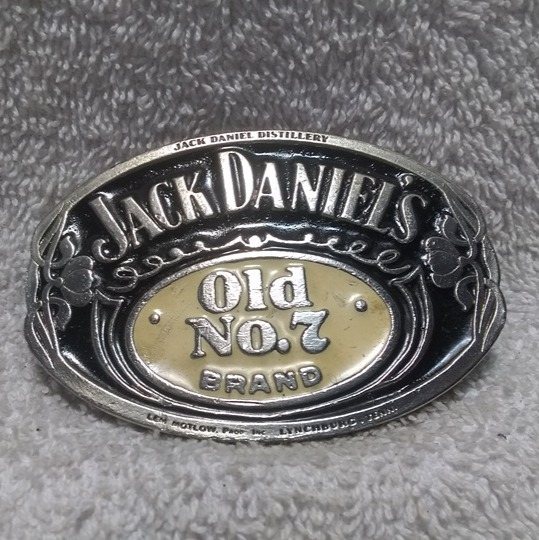 JACK DANIEL DISTILLERY
JACK DANIEL'S
Old
No.7
BRAND
LEM MOTLOW, PROP. INC. LYNCHBURG, TENN.